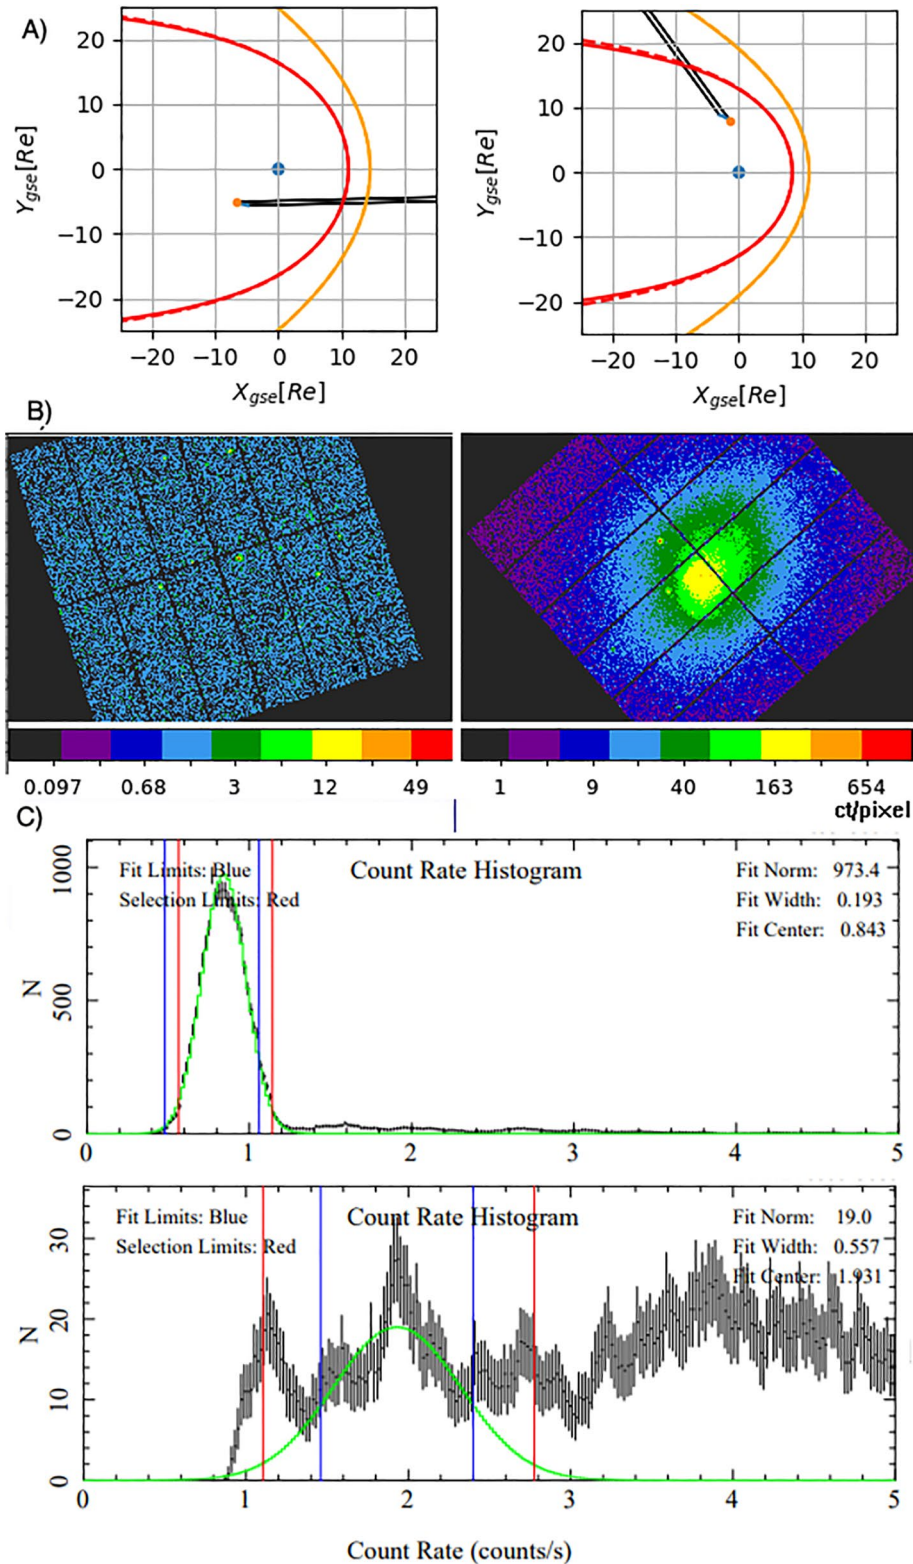 A)
20
10
0
−10
−20
Y_gse[Re]
−20 −10 0 10 20
X_gse[Re]
20
10
0
−10
−20
Y_gse[Re]
−20 −10 0 10 20
X_gse[Re]
B)
0.097 0.68 3 12 49
1 9 40 163 654
ct/pixel
C)
Fit Limits: Blue
Selection Limits: Red
Count Rate Histogram
Fit Norm: 973.4
Fit Width: 0.193
Fit Center: 0.843
1000
500
0
N
0 1 2 3 4 5
Fit Limits: Blue
Selection Limits: Red
Count Rate Histogram
Fit Norm: 19.0
Fit Width: 0.557
Fit Center: 1.931
30
20
10
0
N
0 1 2 3 4 5
Count Rate (counts/s)